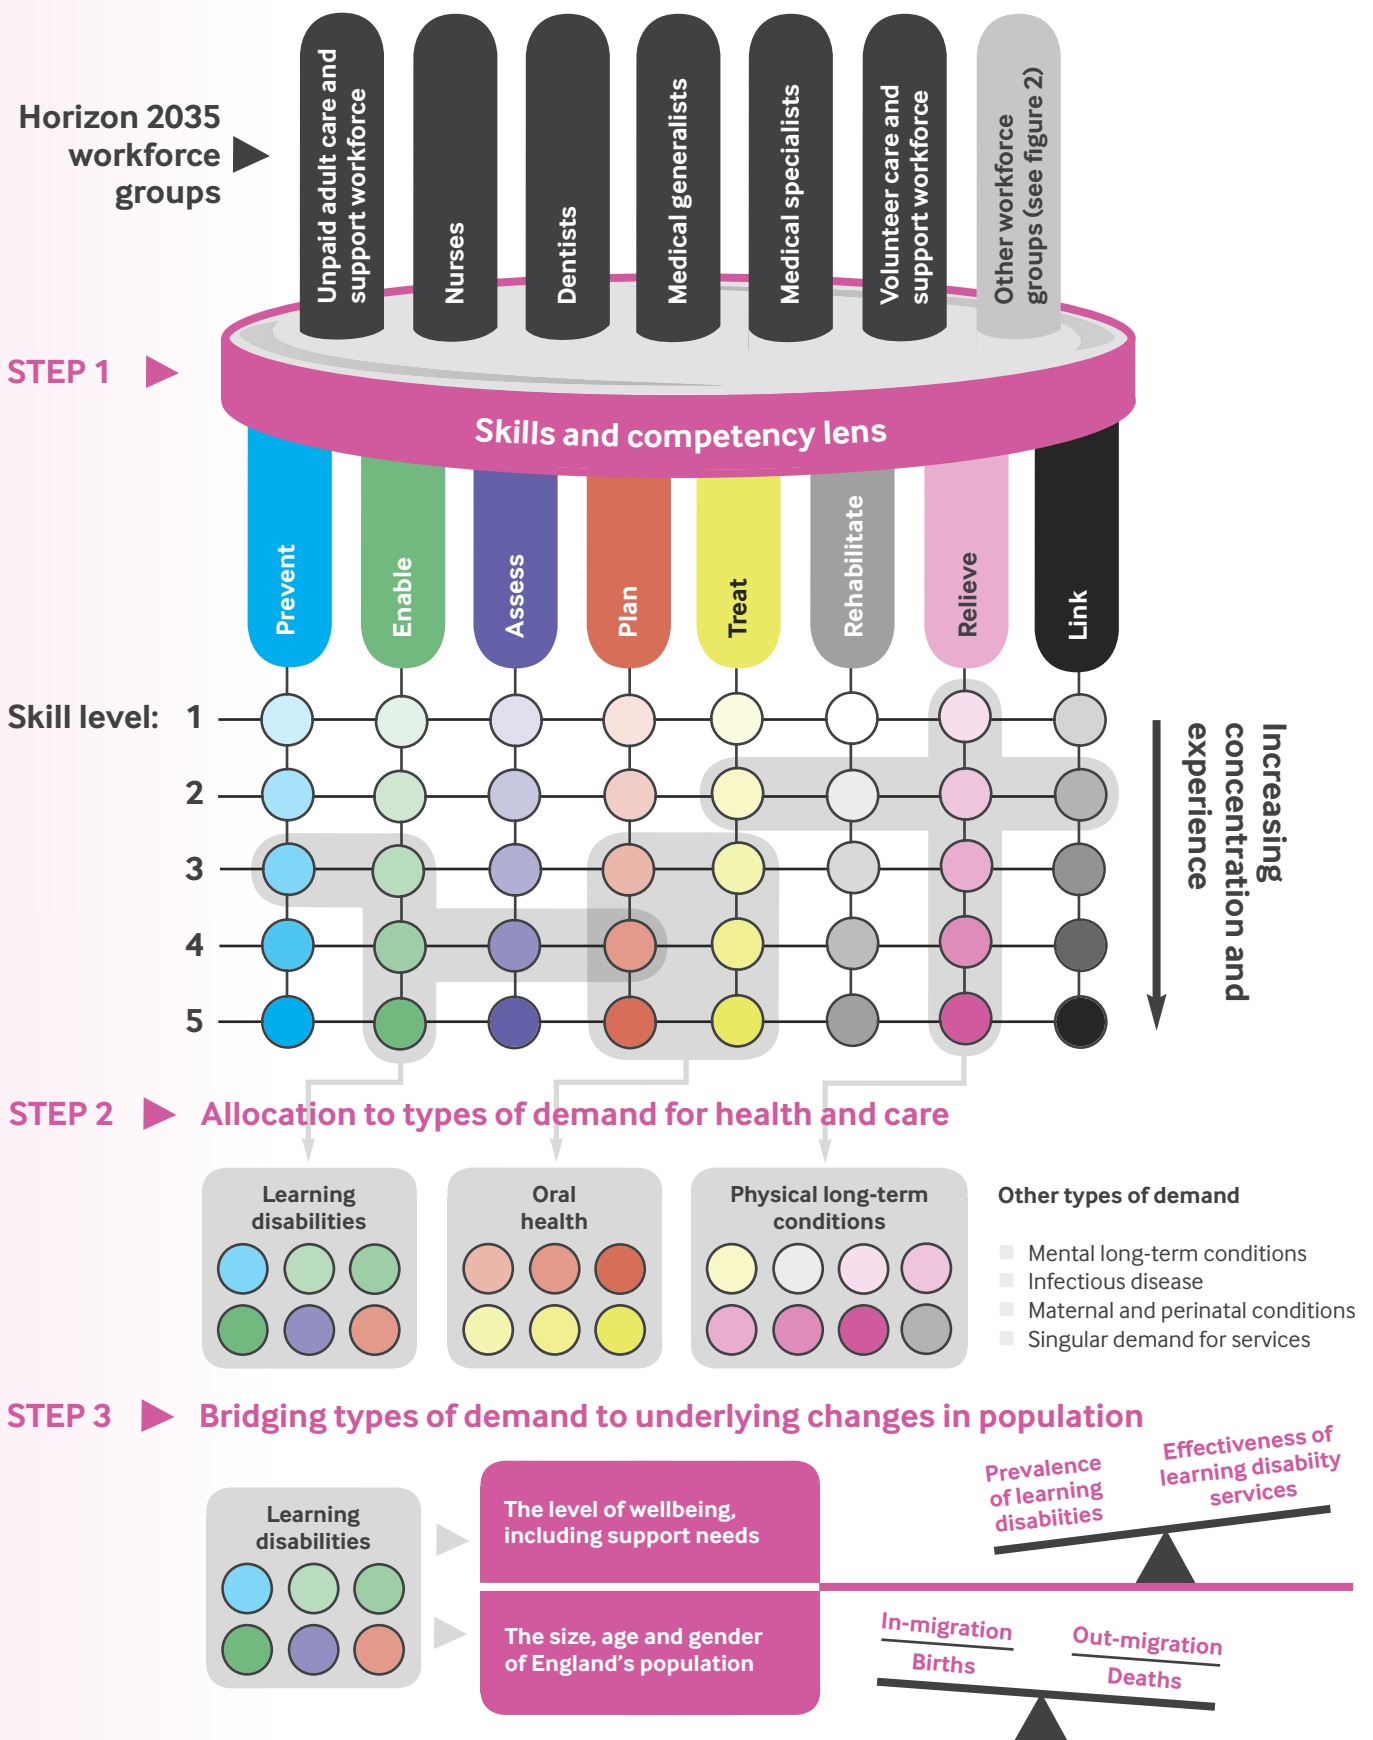 Horizon 2035
workforce
groups
Unpaid adult care and
support workforce
Nurses
Dentists
Medical generalists
Medical specialists
Volunteer care and
support workforce
Other workforce
groups (see figure 2)
STEP 1
Skills and competency lens
Prevent
Enable
Assess
Plan
Treat
Rehabilitate
Relieve
Link
Skill level: 1
2
3
4
5
Increasing
concentration and
experience
STEP 2
Allocation to types of demand for health and care
Learning
disabilities
Oral
health
Physical long-term
conditions
Other types of demand
Mental long-term conditions
Infectious disease
Maternal and perinatal conditions
Singular demand for services
STEP 3
Bridging types of demand to underlying changes in population
Learning
disabilities
The level of wellbeing,
including support needs
The size, age and gender
of England's population
Prevalence
of learning
disabiities
Effectiveness of
learning disabiity
services
In-migration
Births
Out-migration
Deaths